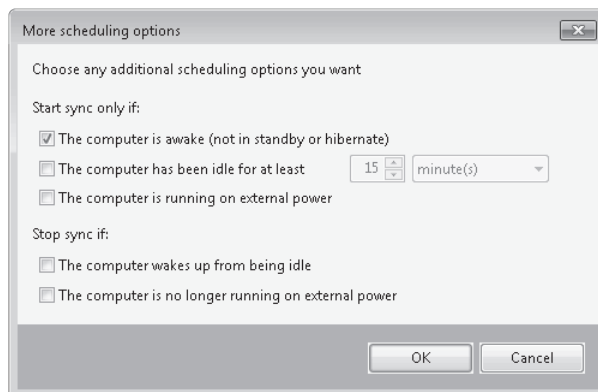 More scheduling options
Choose any additional scheduling options you want
Start sync only if:
The computer is awake (not in standby or hibernate)
The computer has been idle for at least 15 minute(s)
The computer is running on external power
Stop sync if:
The computer wakes up from being idle
The computer is no longer running on external power
OK Cancel